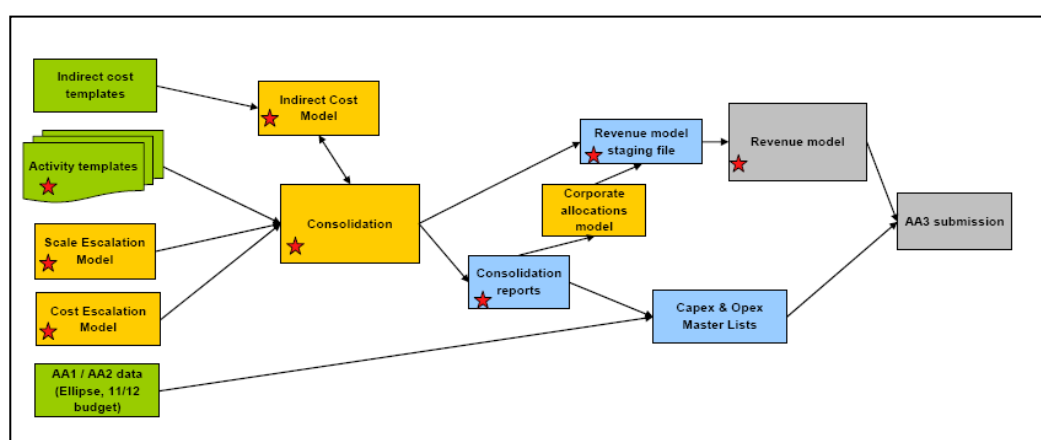 Indirect cost
templates
Indirect Cost
Model
Activity templates
Revenue model
staging file
Revenue model
Consolidation
Corporate
allocations
model
AA3 submission
Scale Escalation
Model
Consolidation
reports
Cost Escalation
Model
Capex & Opex
Master Lists
AA1 / AA2 data
(Ellipse, 11/12
budget)